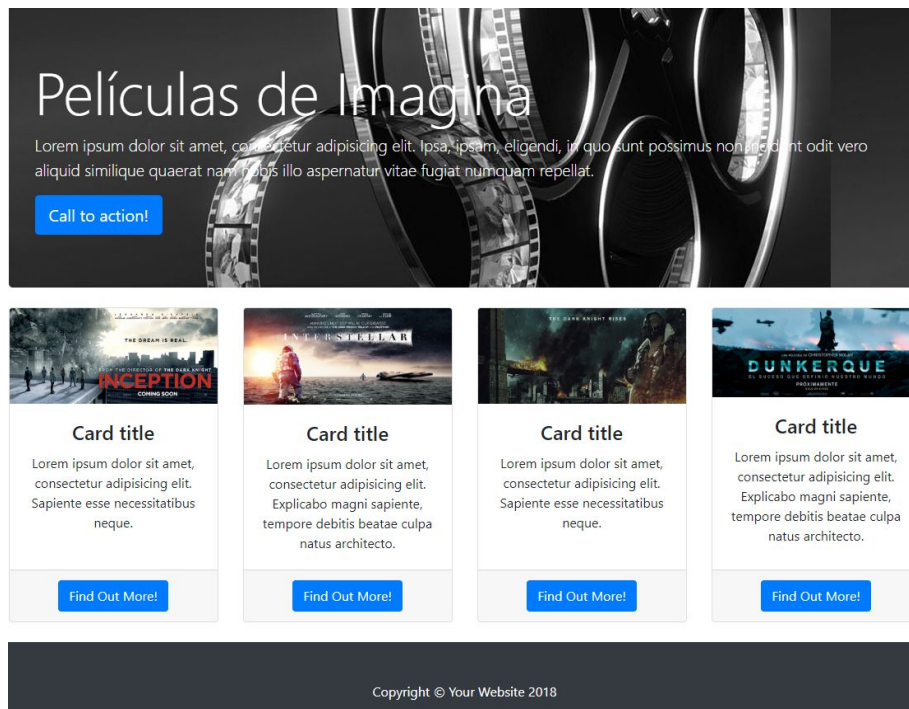 Películas de Imagina
Lorem ipsum dolor sit amet, consectetur adipisicing elit. Ipsa, ipsam, eligendi, in quo sunt possimus non incidunt odit vero
aliquid similique quaerat nam nobis illo aspernatur vitae fugiat numquam repellat.
Call to action!
THE DREAM IS REAL.
FROM THE DIRECTOR OF THE DARK KNIGHT
INCEPTION
COMING SOON
Card title
Lorem ipsum dolor sit amet,
consectetur adipisicing elit.
Sapiente esse necessitatibus
neque.
Find Out More!
INTERSTELLAR
Card title
Lorem ipsum dolor sit amet,
consectetur adipisicing elit.
Explicabo magni sapiente,
tempore debitis beatae culpa
natus architecto.
Find Out More!
THE DARK KNIGHT RISES
Card title
Lorem ipsum dolor sit amet,
consectetur adipisicing elit.
Sapiente esse necessitatibus
neque.
Find Out More!
DUNKERQUE
EL SUCESO QUE DEFINIÓ NUESTRO MUNDO
PRÓXIMAMENTE
Card title
Lorem ipsum dolor sit amet,
consectetur adipisicing elit.
Explicabo magni sapiente,
tempore debitis beatae culpa
natus architecto.
Find Out More!
Copyright © Your Website 2018